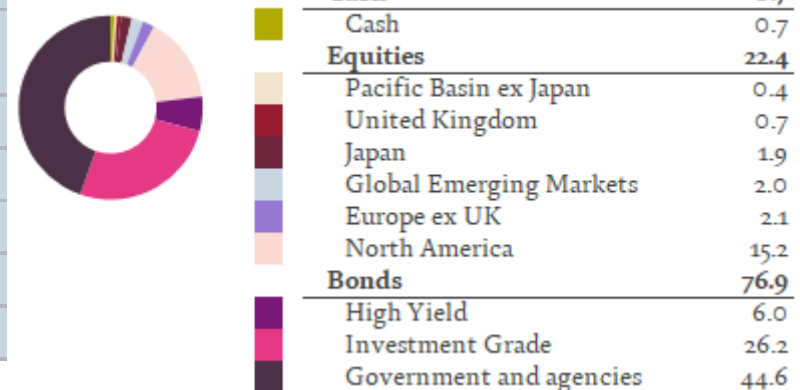 Cash 0.7
Equities 22.4
Pacific Basin ex Japan 0.4
United Kingdom 0.7
Japan 1.9
Global Emerging Markets 2.0
Europe ex UK 2.1
North America 15.2
Bonds 76.9
High Yield 6.0
Investment Grade 26.2
Government and agencies 44.6